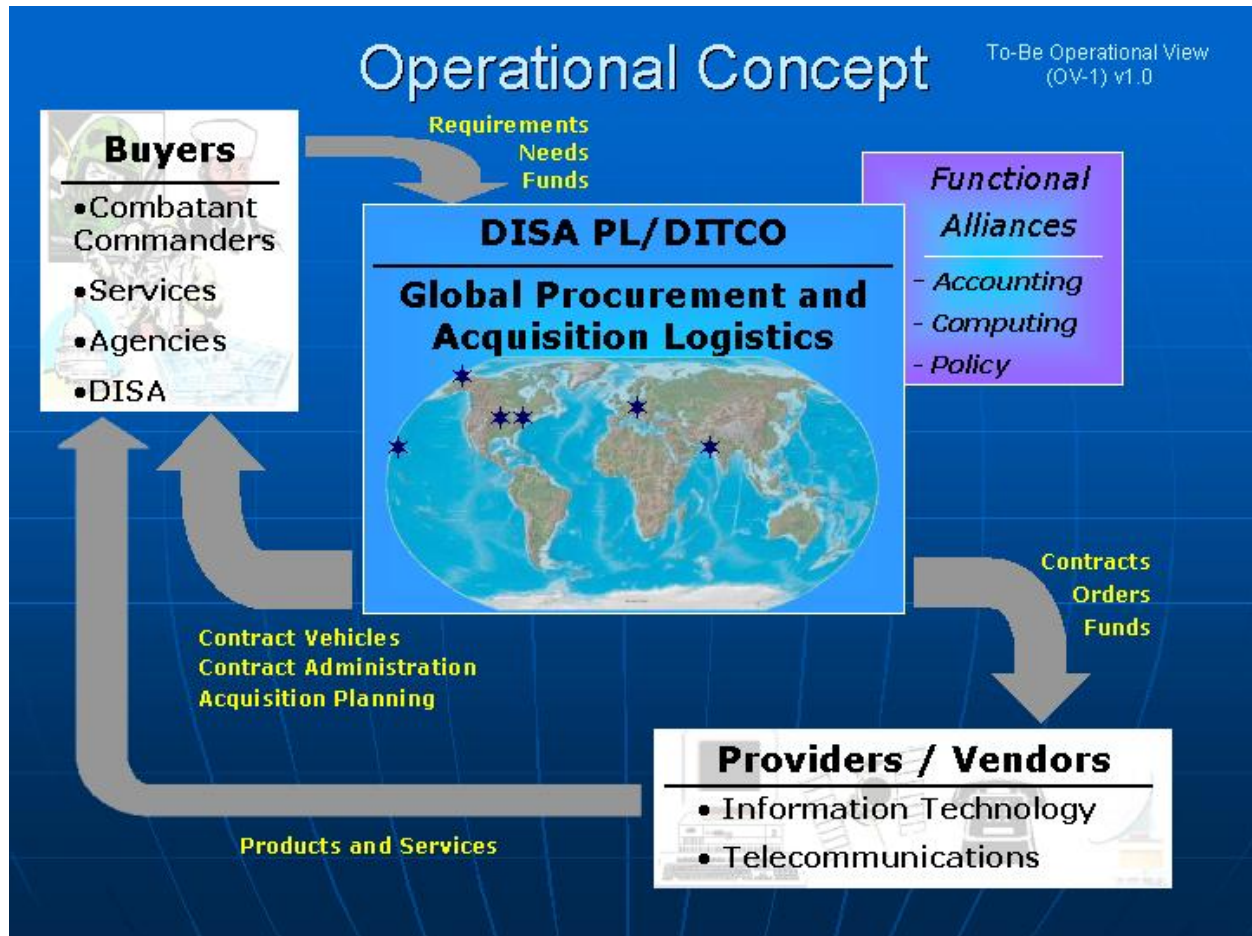 Operational Concept
To-Be Operational View
(OV-1) v1.0
Buyers
•Combatant
Commanders
•Services
•Agencies
•DISA
Requirements
Needs
Funds
DISA PL/DITCO
Global Procurement and
Acquisition Logistics
Functional
Alliances
- Accounting
- Computing
- Policy
Contract Vehicles
Contract Administration
Acquisition Planning
Contracts
Orders
Funds
Providers / Vendors
• Information Technology
• Telecommunications
Products and Services